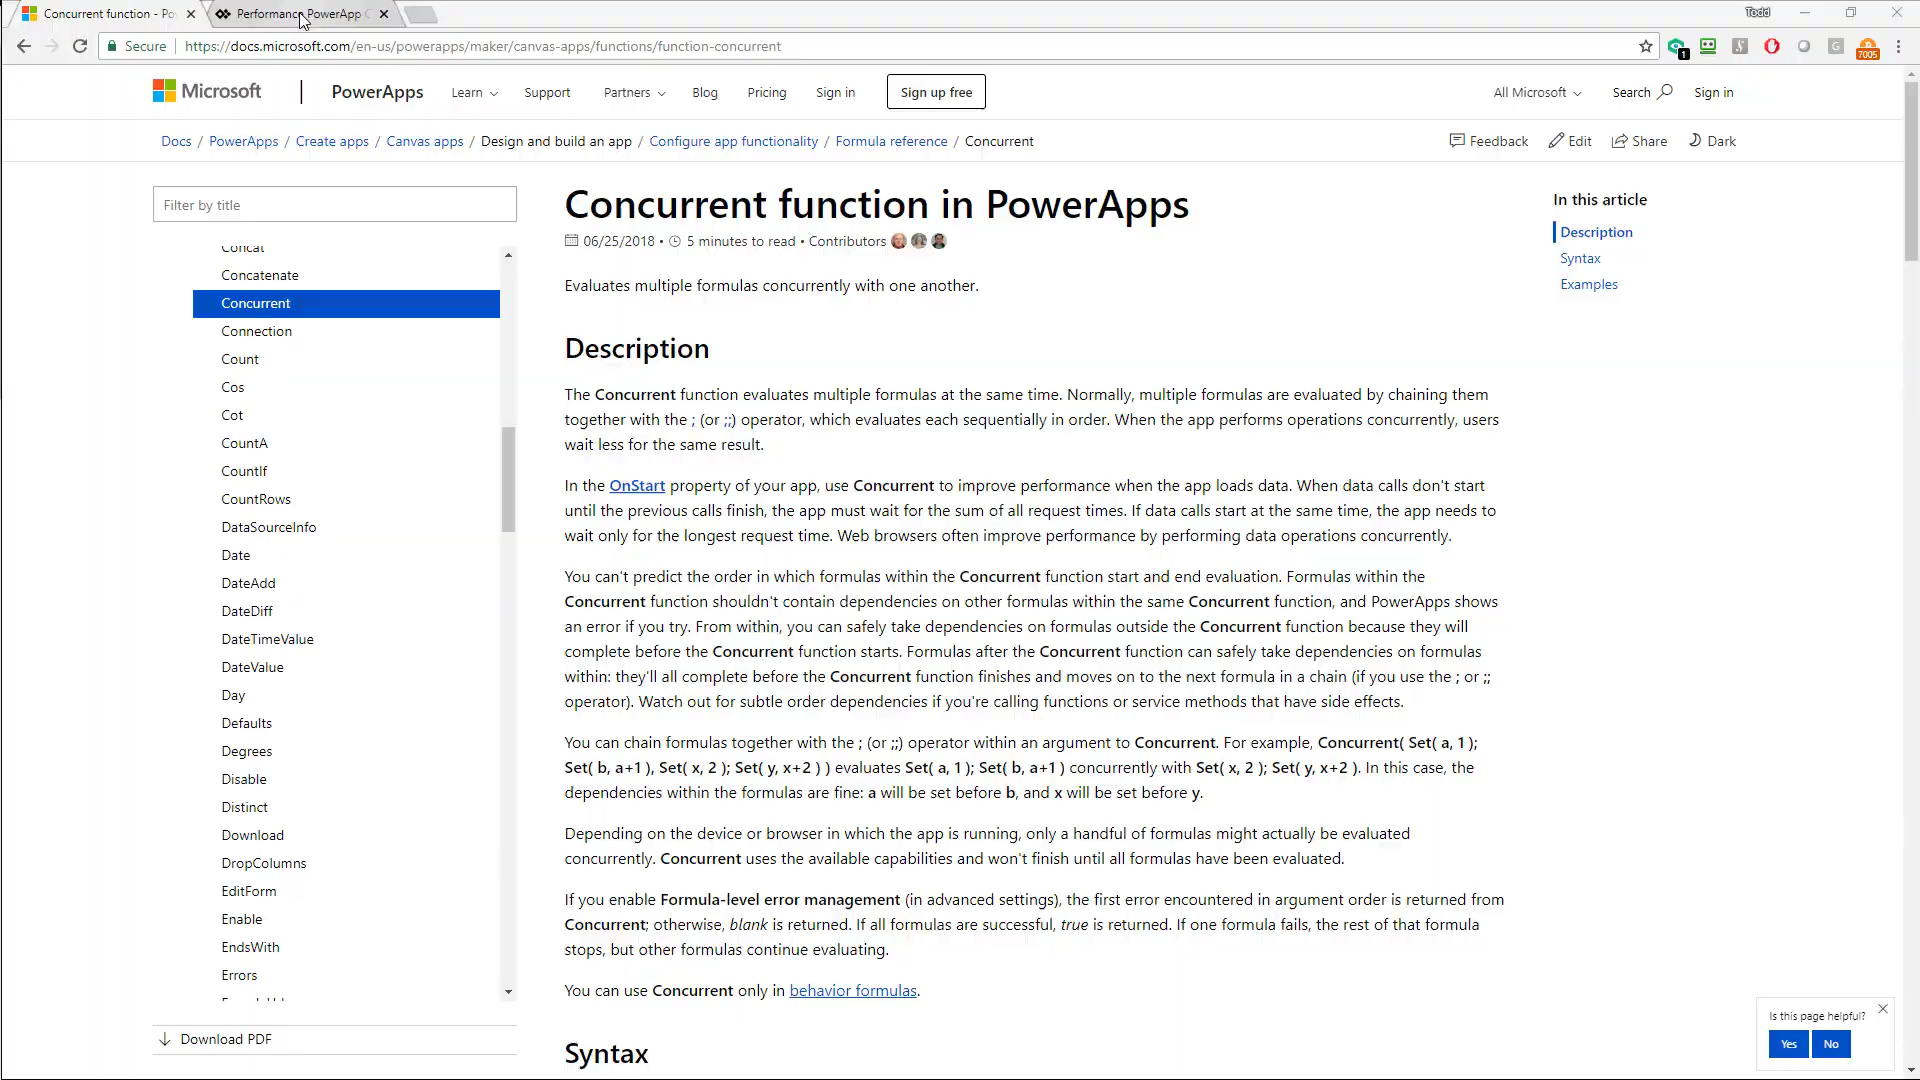 Concurrent function - Po
Performance PowerApp C
Todd
Secure
https://docs.microsoft.com/en-us/powerapps/maker/canvas-apps/functions/function-concurrent
1
7005
Microsoft
PowerApps
Learn
Support
Partners
Blog
Pricing
Sign in
Sign up free
All Microsoft
Search
Sign in
Docs / PowerApps / Create apps / Canvas apps / Design and build an app / Configure app functionality / Formula reference / Concurrent
Feedback
Edit
Share
Dark
Filter by title
Concat
Concatenate
Concurrent
Connection
Count
Cos
Cot
CountA
CountIf
CountRows
DataSourceInfo
Date
DateAdd
DateDiff
DateTimeValue
DateValue
Day
Defaults
Degrees
Disable
Distinct
Download
DropColumns
EditForm
Enable
EndsWith
Errors
Download PDF
Concurrent function in PowerApps
06/25/2018 • 5 minutes to read • Contributors
Evaluates multiple formulas concurrently with one another.
Description
The Concurrent function evaluates multiple formulas at the same time. Normally, multiple formulas are evaluated by chaining them
together with the ; (or ;;) operator, which evaluates each sequentially in order. When the app performs operations concurrently, users
wait less for the same result.
In the OnStart property of your app, use Concurrent to improve performance when the app loads data. When data calls don't start
until the previous calls finish, the app must wait for the sum of all request times. If data calls start at the same time, the app needs to
wait only for the longest request time. Web browsers often improve performance by performing data operations concurrently.
You can't predict the order in which formulas within the Concurrent function start and end evaluation. Formulas within the
Concurrent function shouldn't contain dependencies on other formulas within the same Concurrent function, and PowerApps shows
an error if you try. From within, you can safely take dependencies on formulas outside the Concurrent function because they will
complete before the Concurrent function starts. Formulas after the Concurrent function can safely take dependencies on formulas
within: they'll all complete before the Concurrent function finishes and moves on to the next formula in a chain (if you use the ; or ;;
operator). Watch out for subtle order dependencies if you're calling functions or service methods that have side effects.
You can chain formulas together with the ; (or ;;) operator within an argument to Concurrent. For example, Concurrent( Set( a, 1 );
Set( b, a+1 ), Set( x, 2 ); Set( y, x+2 ) ) evaluates Set( a, 1 ); Set( b, a+1 ) concurrently with Set( x, 2 ); Set( y, x+2 ). In this case, the
dependencies within the formulas are fine: a will be set before b, and x will be set before y.
Depending on the device or browser in which the app is running, only a handful of formulas might actually be evaluated
concurrently. Concurrent uses the available capabilities and won't finish until all formulas have been evaluated.
If you enable Formula-level error management (in advanced settings), the first error encountered in argument order is returned from
Concurrent; otherwise, blank is returned. If all formulas are successful, true is returned. If one formula fails, the rest of that formula
stops, but other formulas continue evaluating.
You can use Concurrent only in behavior formulas.
Syntax
In this article
Description
Syntax
Examples
Is this page helpful?
Yes
No